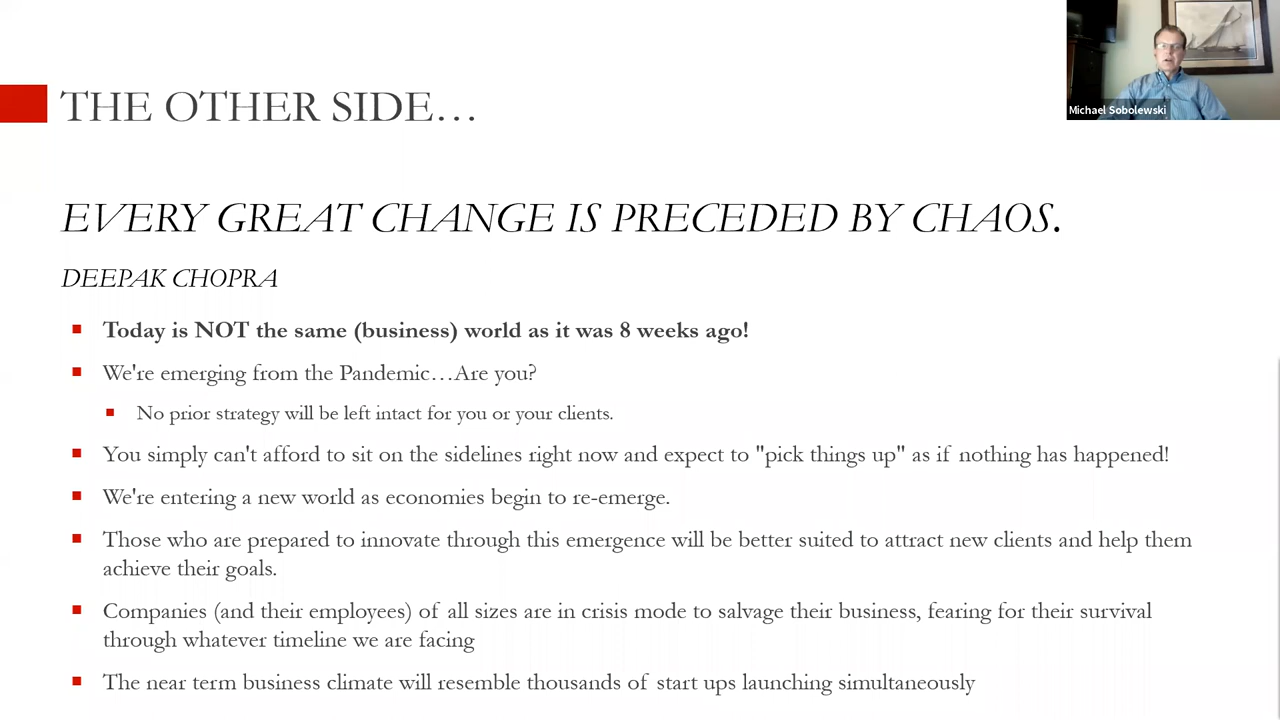 Michael Sobolewski
THE OTHER SIDE…
EVERY GREAT CHANGE IS PRECEDED BY CHAOS.
DEEPAK CHOPRA
Today is NOT the same (business) world as it was 8 weeks ago!
We're emerging from the Pandemic…Are you?
No prior strategy will be left intact for you or your clients.
You simply can't afford to sit on the sidelines right now and expect to "pick things up" as if nothing has happened!
We're entering a new world as economies begin to re-emerge.
Those who are prepared to innovate through this emergence will be better suited to attract new clients and help them
achieve their goals.
Companies (and their employees) of all sizes are in crisis mode to salvage their business, fearing for their survival
through whatever timeline we are facing
The near term business climate will resemble thousands of start ups launching simultaneously